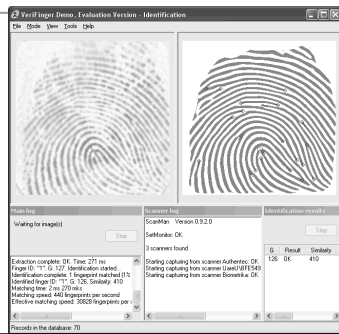 VeriFinger Demo, Evaluation Version - Identification
File Mode View Tools Help
Main log
Waiting for image(s)
Stop
Extraction complete: OK. Time: 271 ms
Finger ID: "1". G: 127. Identification started...
Identification complete: 1 fingerprint matched (1%
Identified finger ID: "1". G: 126. Similarity: 410
Matching time: 2 ms 270 mks
Matching speed: 440 fingerprints per second
Effective matching speed: 30828 fingerprints per s
Scanner log
ScanMan Version 0.9.2.0
SetMonitor: OK
3 scanners found
Starting capturing from scanner Authentec: OK
Starting capturing from scanner UareU\BFE549
Starting capturing from scanner Biometrika: OK
Identification results
Stop
G Result Similarity
126 OK 410
Records in the database: 70